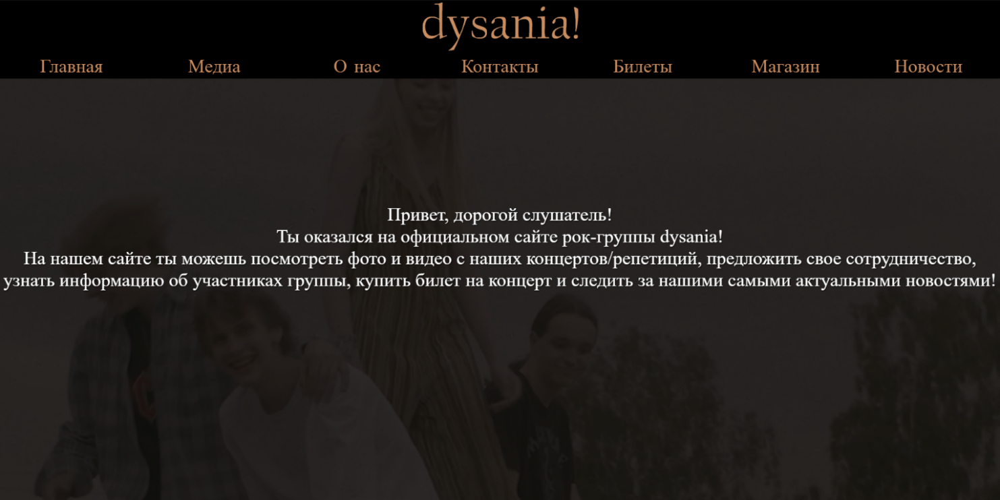 dysania!
Главная Медиа О нас Контакты Билеты Магазин Новости
Привет, дорогой слушатель!
Ты оказался на официальном сайте рок-группы dysania!
На нашем сайте ты можешь посмотреть фото и видео с наших концертов/репетиций, предложить свое сотрудничество,
узнать информацию об участниках группы, купить билет на концерт и следить за нашими самыми актуальными новостями!